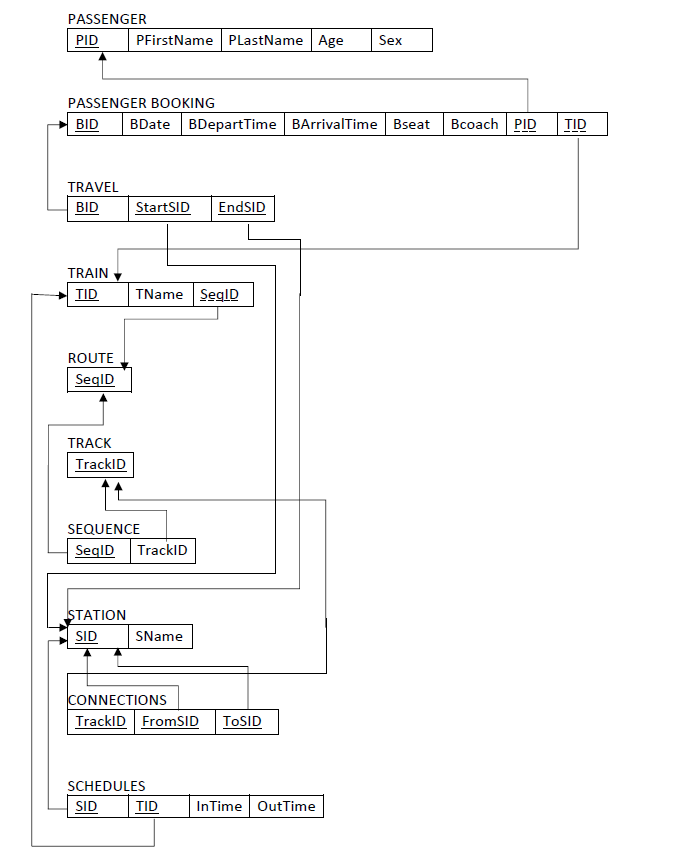 PASSENGER
PID PFirstName PLastName Age Sex
PASSENGER BOOKING
BID BDate BDepartTime BArrivalTime Bseat Bcoach PID TID
TRAVEL
BID StartSID EndSID
TRAIN
TID TName SeqID
ROUTE
SeqID
TRACK
TrackID
SEQUENCE
SeqID TrackID
STATION
SID SName
CONNECTIONS
TrackID FromSID ToSID
SCHEDULES
SID TID InTime OutTime